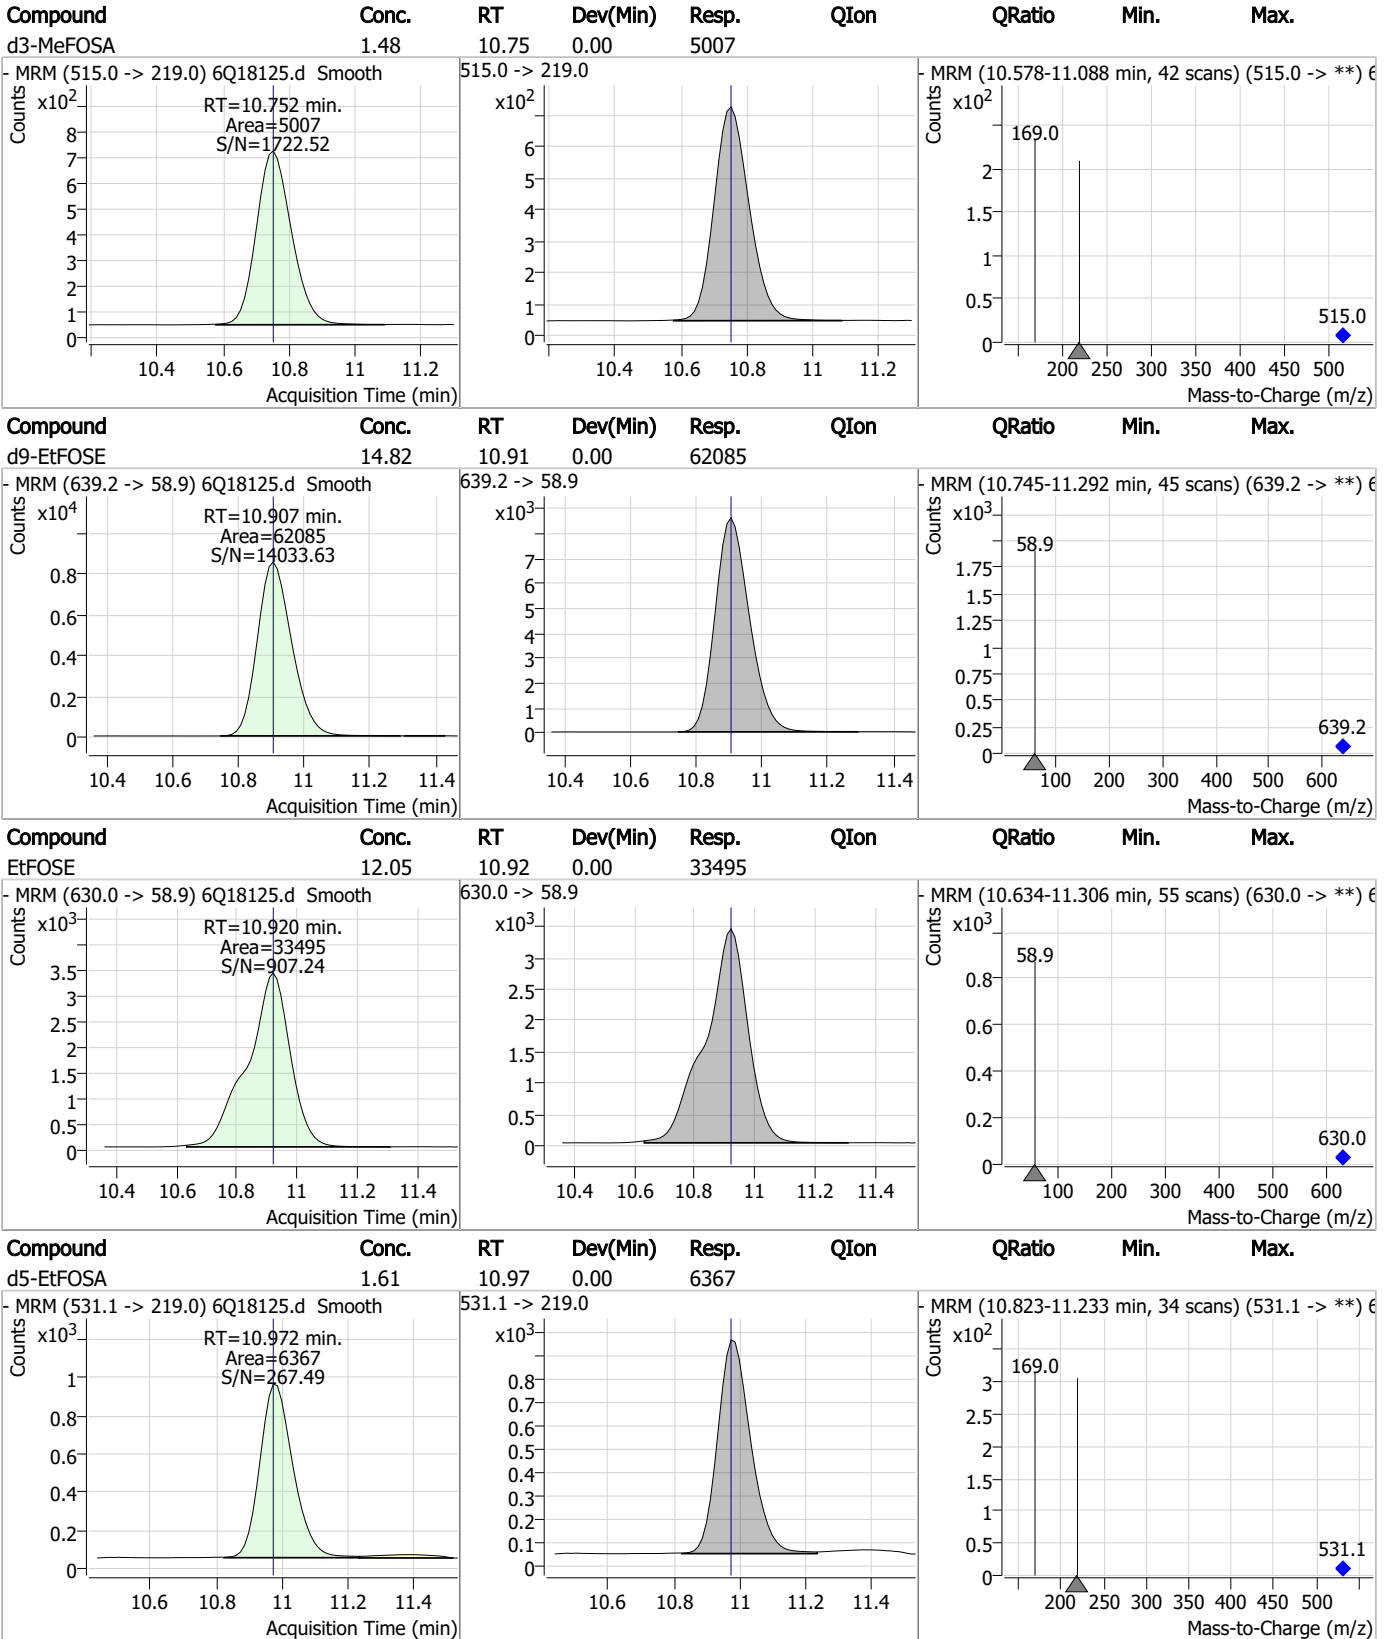 Compound Conc. RT Dev(Min) Resp. QIon QRatio Min. Max.
d3-MeFOSA 1.48 10.75 0.00 5007
- MRM (515.0 -> 219.0) 6Q18125.d Smooth
Counts
x10²
RT=10.752 min.
Area=5007
S/N=1722.52
8
7
6
5
4
3
2
1
0
10.4 10.6 10.8 11 11.2
Acquisition Time (min)
515.0 -> 219.0
x10²
6
5
4
3
2
1
0
10.4 10.6 10.8 11 11.2
- MRM (10.578-11.088 min, 42 scans) (515.0 -> **) 6
Counts
x10²
169.0
2
1.5
1
0.5
0
515.0
200 250 300 350 400 450 500
Mass-to-Charge (m/z)
Compound Conc. RT Dev(Min) Resp. QIon QRatio Min. Max.
d9-EtFOSE 14.82 10.91 0.00 62085
- MRM (639.2 -> 58.9) 6Q18125.d Smooth
Counts
x10⁴
RT=10.907 min.
Area=62085
S/N=14033.63
0.8
0.6
0.4
0.2
0
10.4 10.6 10.8 11 11.2 11.4
Acquisition Time (min)
639.2 -> 58.9
x10³
7
6
5
4
3
2
1
0
10.4 10.6 10.8 11 11.2 11.4
- MRM (10.745-11.292 min, 45 scans) (639.2 -> **) 6
Counts
x10³
58.9
1.75
1.5
1.25
1
0.75
0.5
0.25
0
639.2
100 200 300 400 500 600
Mass-to-Charge (m/z)
Compound Conc. RT Dev(Min) Resp. QIon QRatio Min. Max.
EtFOSE 12.05 10.92 0.00 33495
- MRM (630.0 -> 58.9) 6Q18125.d Smooth
Counts
x10³
RT=10.920 min.
Area=33495
S/N=907.24
3.5
3
2.5
2
1.5
1
0.5
0
10.4 10.6 10.8 11 11.2 11.4
Acquisition Time (min)
630.0 -> 58.9
x10³
3
2.5
2
1.5
1
0.5
0
10.4 10.6 10.8 11 11.2 11.4
- MRM (10.634-11.306 min, 55 scans) (630.0 -> **) 6
Counts
x10³
58.9
0.8
0.6
0.4
0.2
0
630.0
100 200 300 400 500 600
Mass-to-Charge (m/z)
Compound Conc. RT Dev(Min) Resp. QIon QRatio Min. Max.
d5-EtFOSA 1.61 10.97 0.00 6367
- MRM (531.1 -> 219.0) 6Q18125.d Smooth
Counts
x10³
RT=10.972 min.
Area=6367
S/N=267.49
1
0.8
0.6
0.4
0.2
0
10.6 10.8 11 11.2 11.4
Acquisition Time (min)
531.1 -> 219.0
x10³
0.8
0.7
0.6
0.5
0.4
0.3
0.2
0.1
0
10.6 10.8 11 11.2 11.4
- MRM (10.823-11.233 min, 34 scans) (531.1 -> **) 6
Counts
x10²
169.0
3
2.5
2
1.5
1
0.5
0
531.1
200 250 300 350 400 450 500
Mass-to-Charge (m/z)